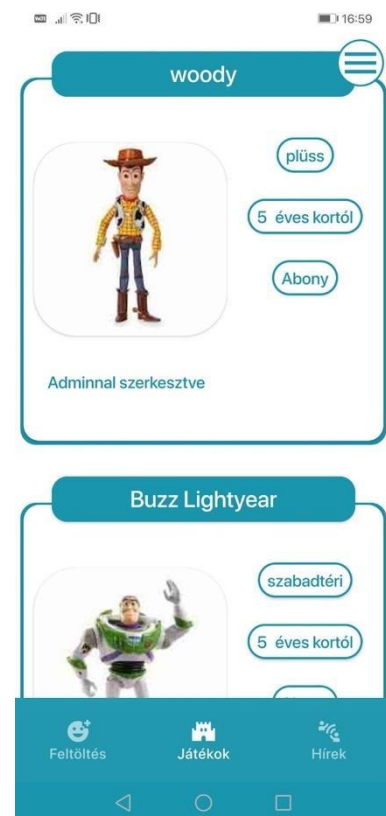 16:59
woody
plüss
5 éves kortól
Abony
Adminnal szerkesztve
Buzz Lightyear
szabadtéri
5 éves kortól
Feltöltés
Játékok
Hírek